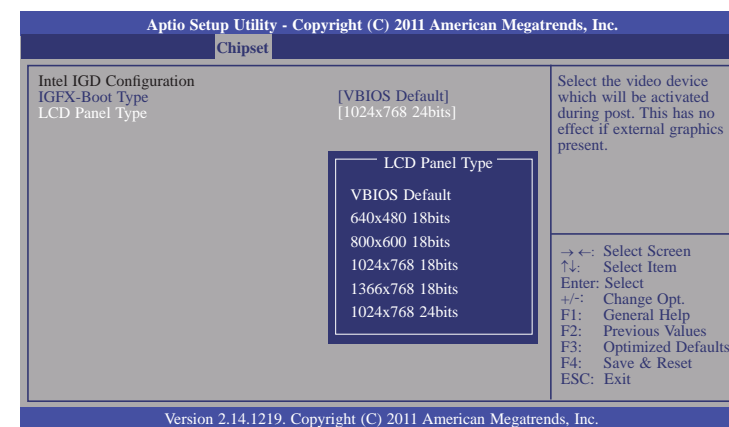 Aptio Setup Utility - Copyright (C) 2011 American Megatrends, Inc.
Chipset
Intel IGD Configuration
IGFX-Boot Type [VBIOS Default]
LCD Panel Type [1024x768 24bits]
LCD Panel Type
VBIOS Default
640x480 18bits
800x600 18bits
1024x768 18bits
1366x768 18bits
1024x768 24bits
Select the video device
which will be activated
during post. This has no
effect if external graphics
present.
→←: Select Screen
↑↓: Select Item
Enter: Select
+/-: Change Opt.
F1: General Help
F2: Previous Values
F3: Optimized Defaults
F4: Save & Reset
ESC: Exit
Version 2.14.1219. Copyright (C) 2011 American Megatrends, Inc.